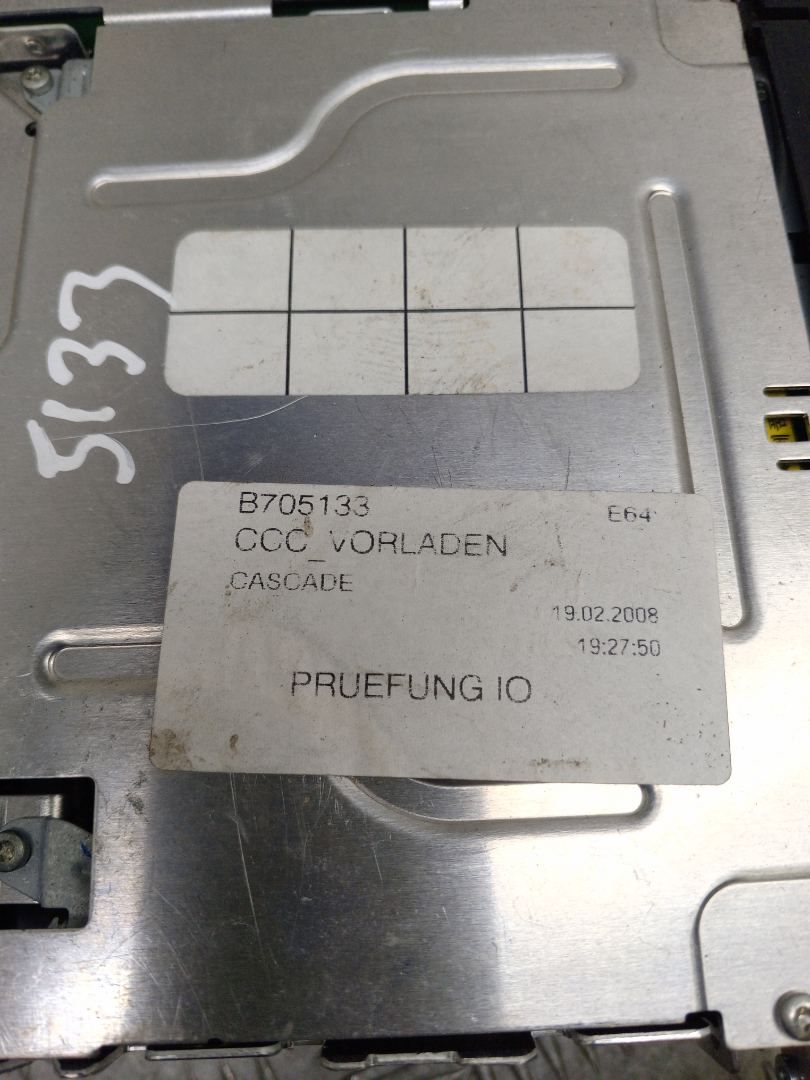 5133
B705133
E64
CCC_VORLADEN
CASCADE
19.02.2008
19:27:50
PRUEFUNG IO